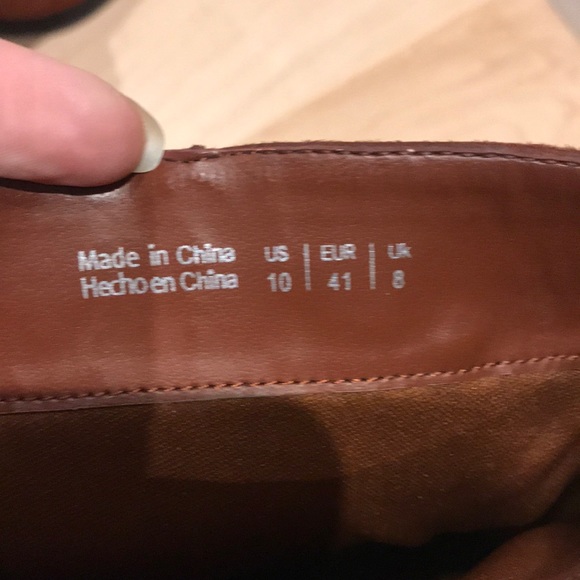 Made in China US | EUR | Uk
Hecho en China 10 | 41 | 8